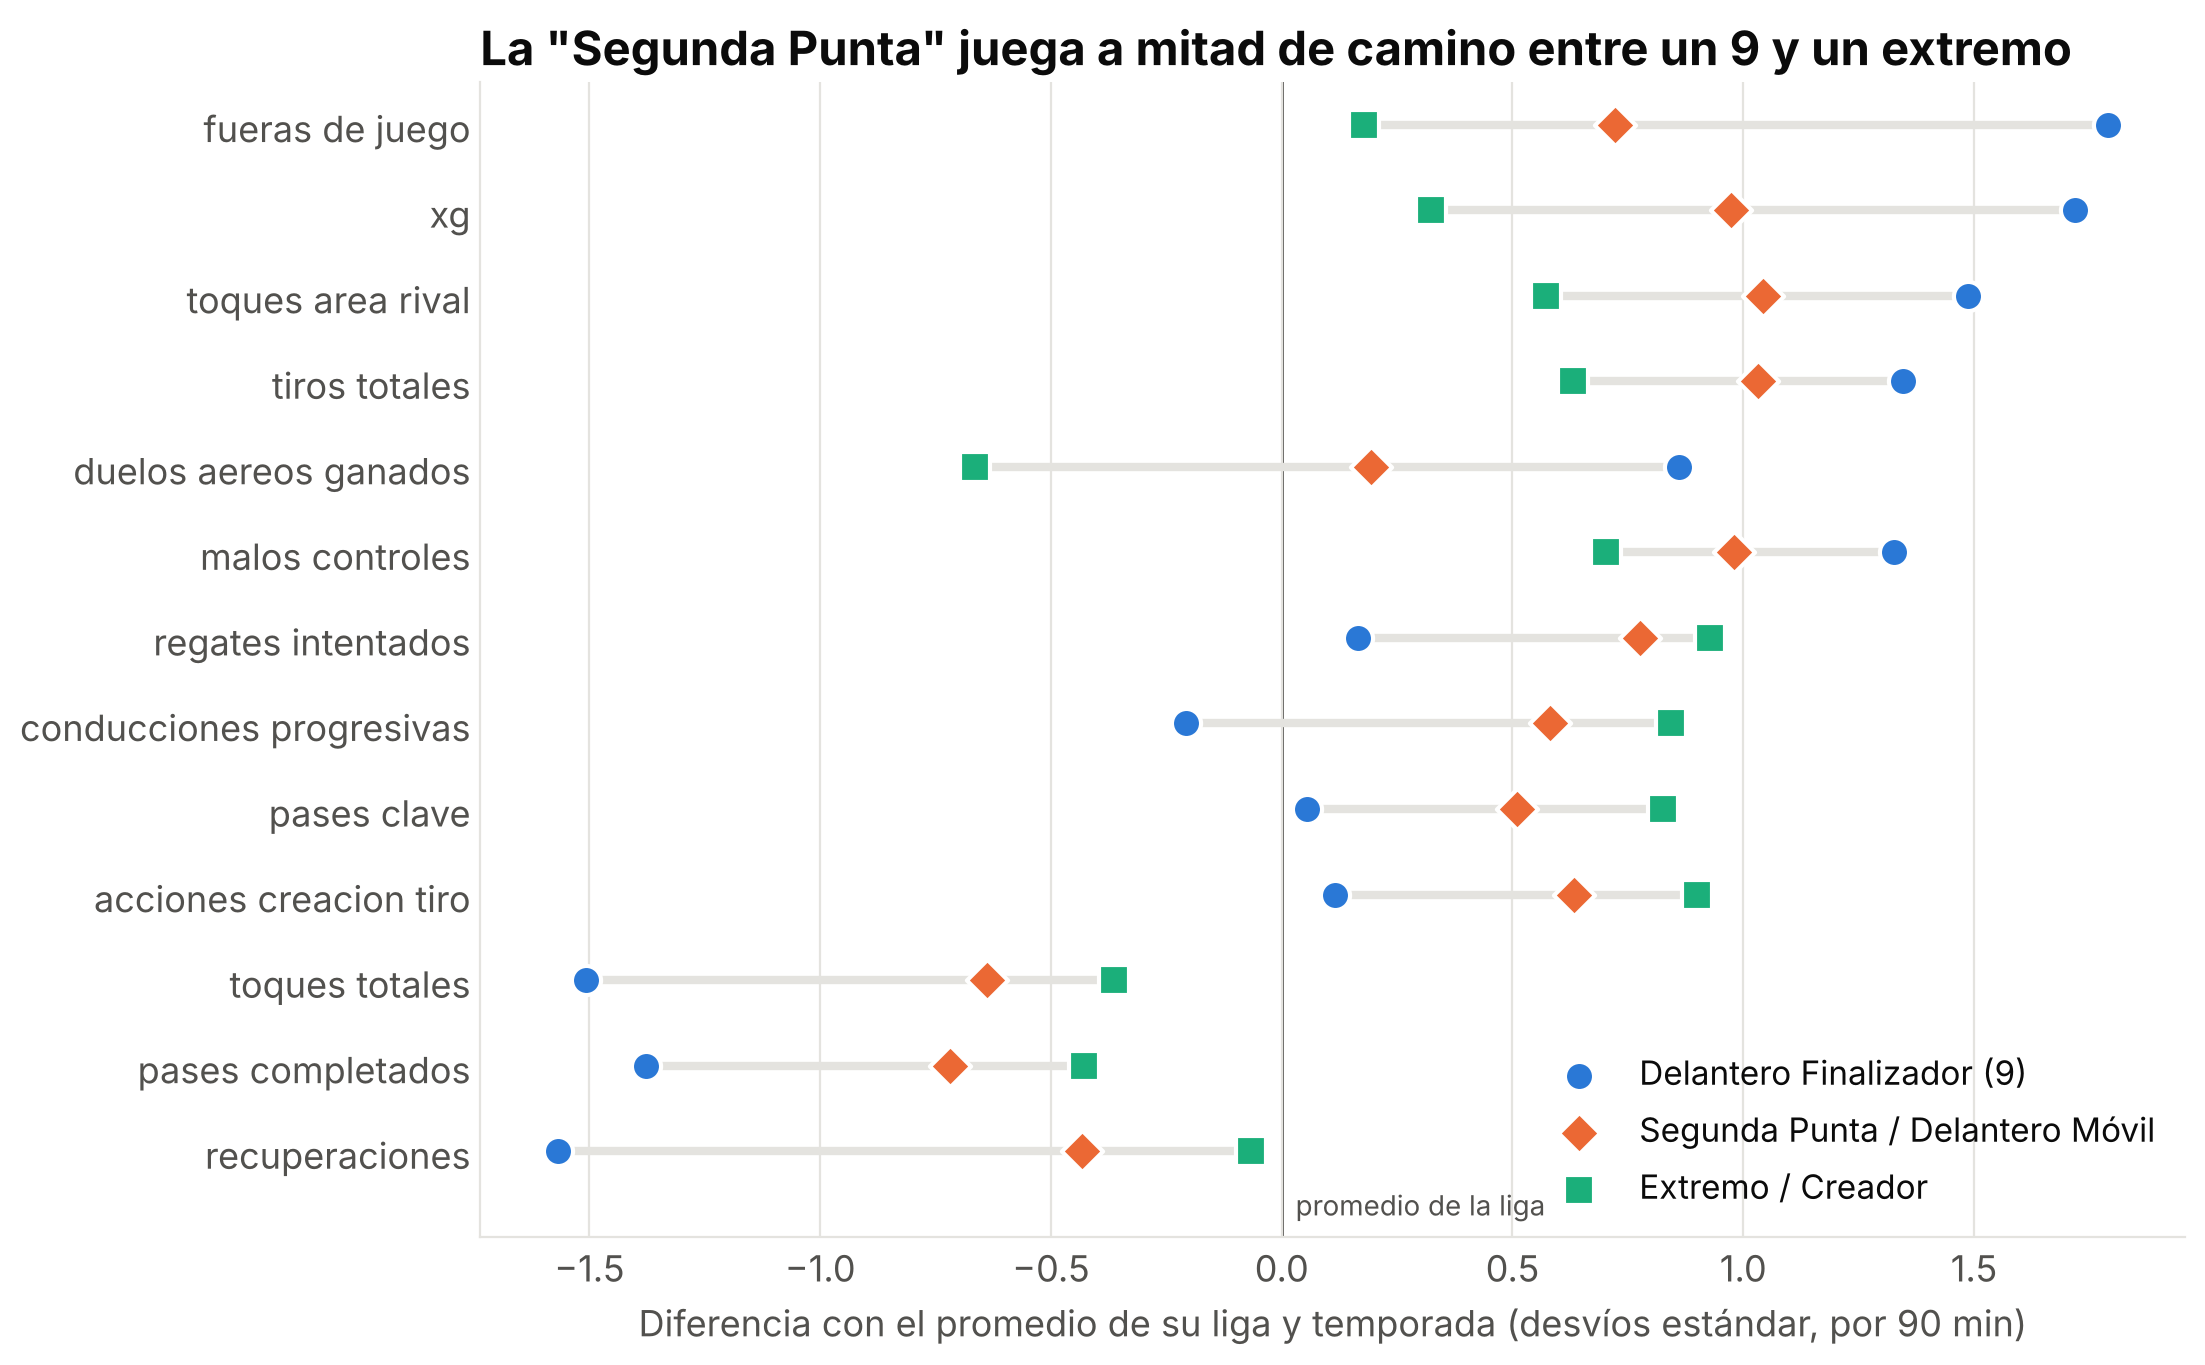 La "Segunda Punta" juega a mitad de camino entre un 9 y un extremo
fueras de juego
xg
toques area rival
tiros totales
duelos aereos ganados
malos controles
regates intentados
conducciones progresivas
pases clave
acciones creacion tiro
toques totales
pases completados
recuperaciones
Delantero Finalizador (9)
Segunda Punta / Delantero Móvil
Extremo / Creador
promedio de la liga
−1.5 −1.0 −0.5 0.0 0.5 1.0 1.5
Diferencia con el promedio de su liga y temporada (desvíos estándar, por 90 min)